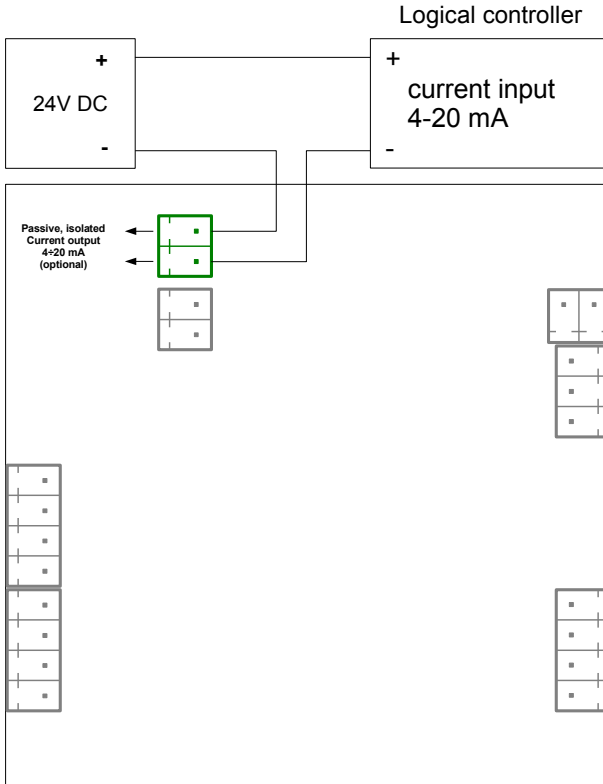 Logical controller
+
24V DC
-
+
current input
4-20 mA
-
Passive, isolated
Current output
4÷20 mA
(optional)